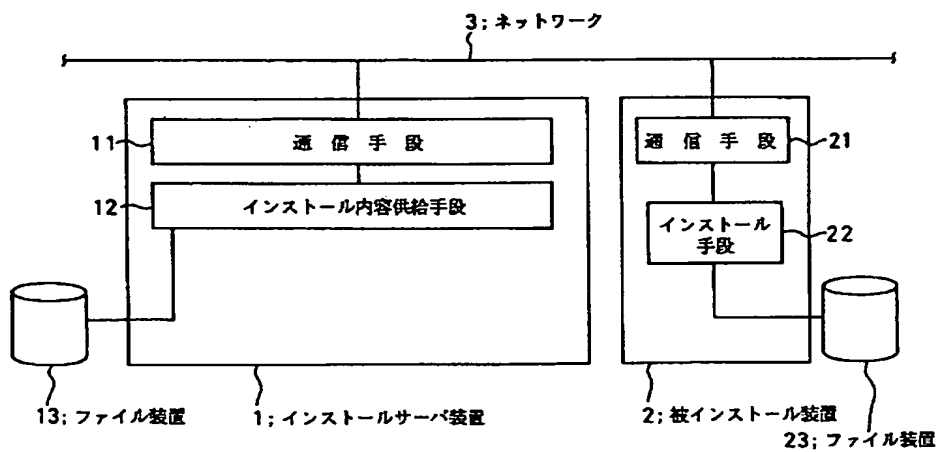 3;ネットワーク
11
通信手段
通信手段
21
12
インストール内容供給手段
インストール
手段
22
13;ファイル装置
1;インストールサーバ装置
2;被インストール装置
23;ファイル装置